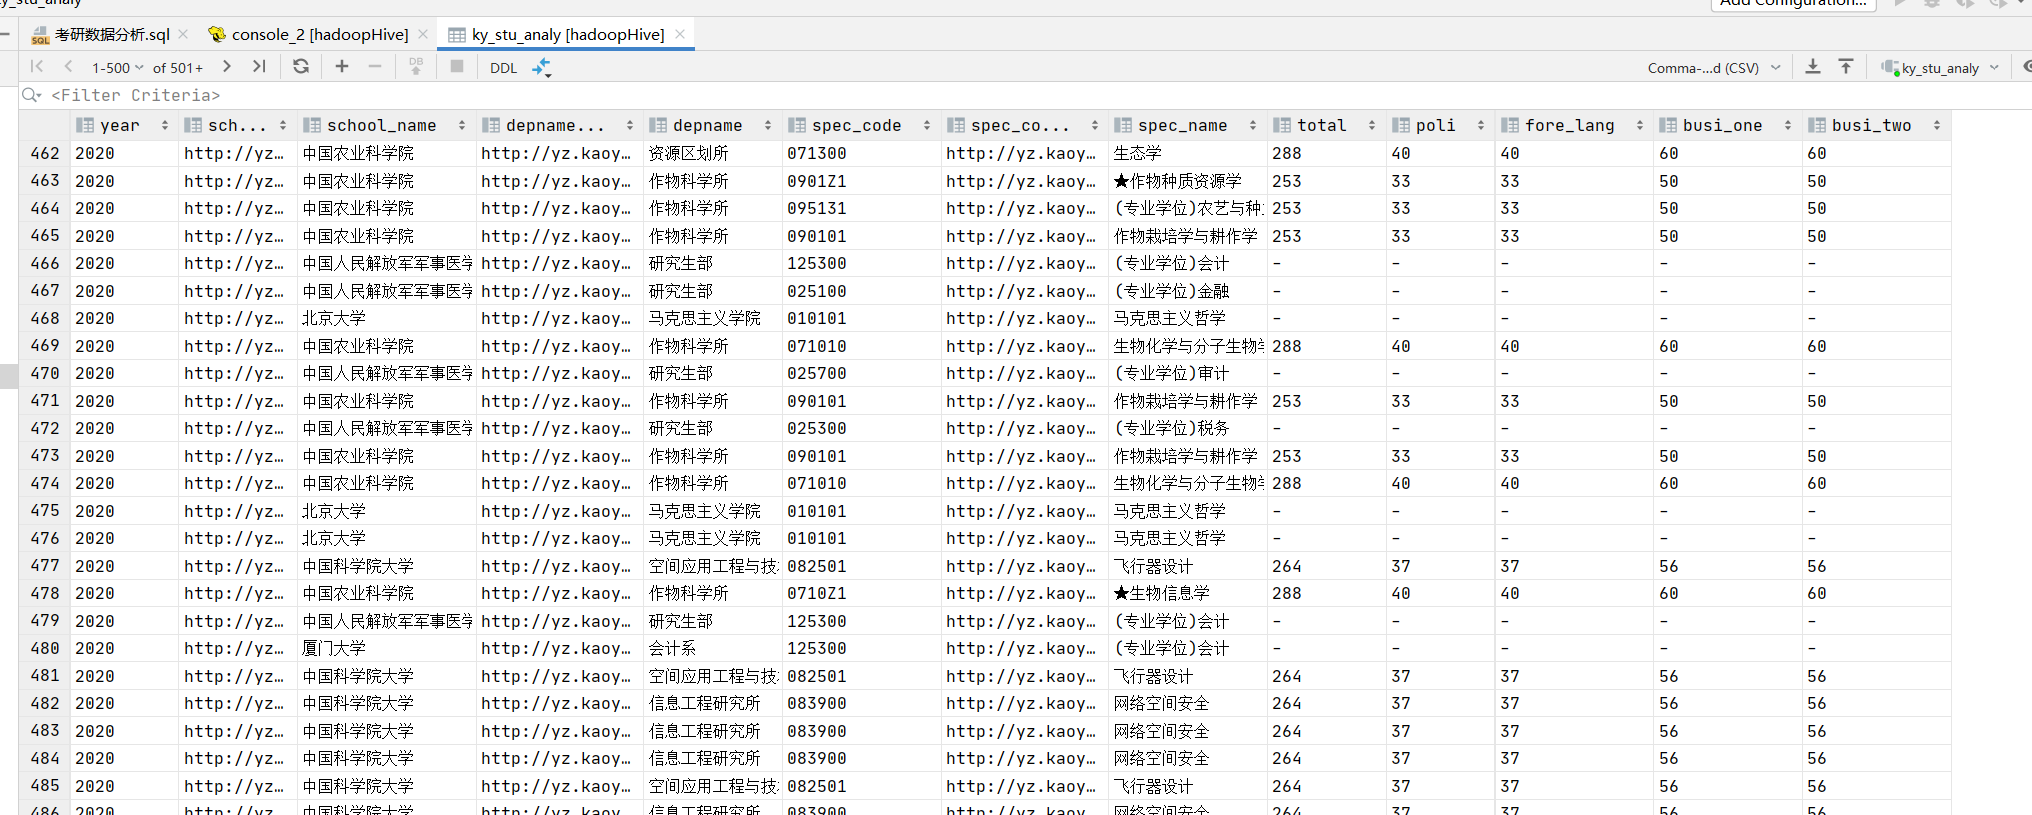 ky_stu_analy
Add Configuration...
考研数据分析.sql console_2 [hadoopHive] ky_stu_analy [hadoopHive]
1-500 of 501+ DB DDL Comma-...d (CSV) ky_stu_analy
<Filter Criteria>
year sch... school_name depname... depname spec_code spec_co... spec_name total poli fore_lang busi_one busi_two
462 2020 http://yz... 中国农业科学院 http://yz.kaoy... 资源区划所 071300 http://yz.kaoy... 生态学 288 40 40 60 60
463 2020 http://yz... 中国农业科学院 http://yz.kaoy... 作物科学所 0901Z1 http://yz.kaoy... ★作物种质资源学 253 33 33 50 50
464 2020 http://yz... 中国农业科学院 http://yz.kaoy... 作物科学所 095131 http://yz.kaoy... (专业学位)农艺与种 253 33 33 50 50
465 2020 http://yz... 中国农业科学院 http://yz.kaoy... 作物科学所 090101 http://yz.kaoy... 作物栽培学与耕作学 253 33 33 50 50
466 2020 http://yz... 中国人民解放军军事医学 http://yz.kaoy... 研究生部 125300 http://yz.kaoy... (专业学位)会计 - - - - -
467 2020 http://yz... 中国人民解放军军事医学 http://yz.kaoy... 研究生部 025100 http://yz.kaoy... (专业学位)金融 - - - - -
468 2020 http://yz... 北京大学 http://yz.kaoy... 马克思主义学院 010101 http://yz.kaoy... 马克思主义哲学 - - - - -
469 2020 http://yz... 中国农业科学院 http://yz.kaoy... 作物科学所 071010 http://yz.kaoy... 生物化学与分子生物学 288 40 40 60 60
470 2020 http://yz... 中国人民解放军军事医学 http://yz.kaoy... 研究生部 025700 http://yz.kaoy... (专业学位)审计 - - - - -
471 2020 http://yz... 中国农业科学院 http://yz.kaoy... 作物科学所 090101 http://yz.kaoy... 作物栽培学与耕作学 253 33 33 50 50
472 2020 http://yz... 中国人民解放军军事医学 http://yz.kaoy... 研究生部 025300 http://yz.kaoy... (专业学位)税务 - - - - -
473 2020 http://yz... 中国农业科学院 http://yz.kaoy... 作物科学所 090101 http://yz.kaoy... 作物栽培学与耕作学 253 33 33 50 50
474 2020 http://yz... 中国农业科学院 http://yz.kaoy... 作物科学所 071010 http://yz.kaoy... 生物化学与分子生物学 288 40 40 60 60
475 2020 http://yz... 北京大学 http://yz.kaoy... 马克思主义学院 010101 http://yz.kaoy... 马克思主义哲学 - - - - -
476 2020 http://yz... 北京大学 http://yz.kaoy... 马克思主义学院 010101 http://yz.kaoy... 马克思主义哲学 - - - - -
477 2020 http://yz... 中国科学院大学 http://yz.kaoy... 空间应用工程与技 082501 http://yz.kaoy... 飞行器设计 264 37 37 56 56
478 2020 http://yz... 中国农业科学院 http://yz.kaoy... 作物科学所 0710Z1 http://yz.kaoy... ★生物信息学 288 40 40 60 60
479 2020 http://yz... 中国人民解放军军事医学 http://yz.kaoy... 研究生部 125300 http://yz.kaoy... (专业学位)会计 - - - - -
480 2020 http://yz... 厦门大学 http://yz.kaoy... 会计系 125300 http://yz.kaoy... (专业学位)会计 - - - - -
481 2020 http://yz... 中国科学院大学 http://yz.kaoy... 空间应用工程与技 082501 http://yz.kaoy... 飞行器设计 264 37 37 56 56
482 2020 http://yz... 中国科学院大学 http://yz.kaoy... 信息工程研究所 083900 http://yz.kaoy... 网络空间安全 264 37 37 56 56
483 2020 http://yz... 中国科学院大学 http://yz.kaoy... 信息工程研究所 083900 http://yz.kaoy... 网络空间安全 264 37 37 56 56
484 2020 http://yz... 中国科学院大学 http://yz.kaoy... 信息工程研究所 083900 http://yz.kaoy... 网络空间安全 264 37 37 56 56
485 2020 http://yz... 中国科学院大学 http://yz.kaoy... 空间应用工程与技 082501 http://yz.kaoy... 飞行器设计 264 37 37 56 56
486 2020 http://yz... 中国科学院大学 http://yz.kaoy... 信息工程研究所 083900 http://yz.kaoy... 网络空间安全 264 37 37 56 56